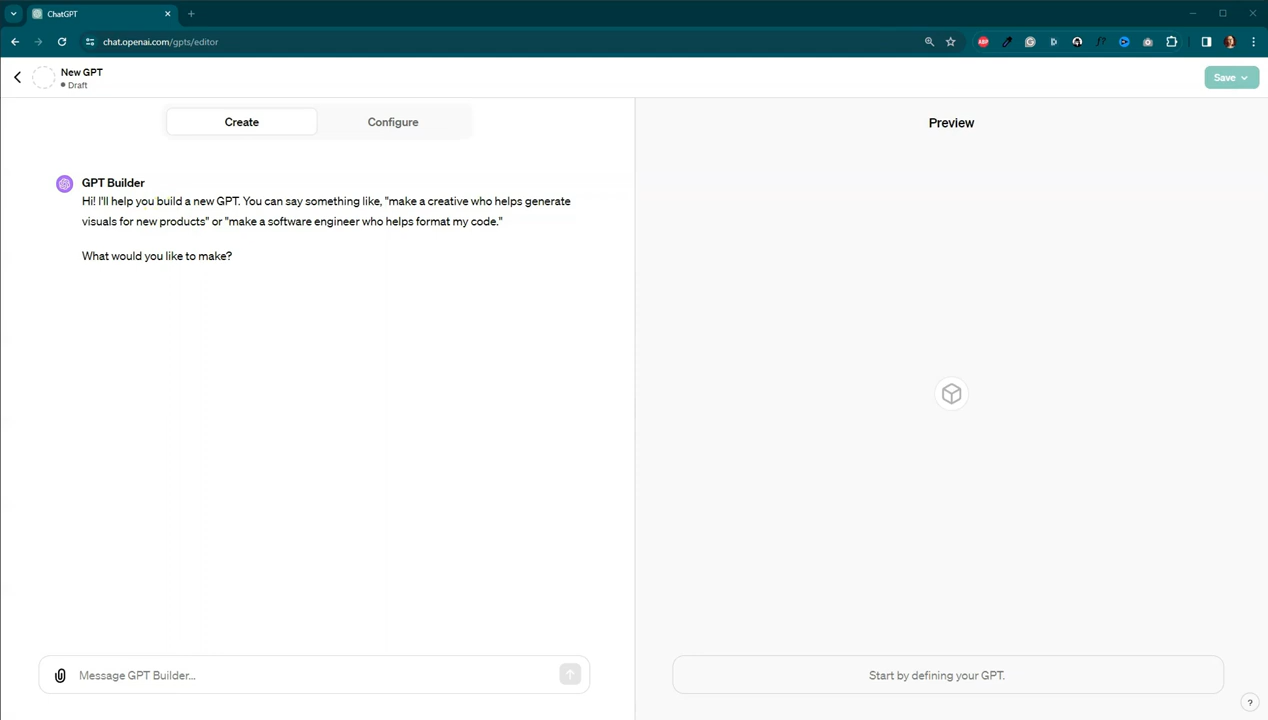 ChatGPT
chat.openai.com/gpts/editor
ABP
f?
New GPT
Draft
Save
Create
Configure
Preview
GPT Builder
Hi! I'll help you build a new GPT. You can say something like, "make a creative who helps generate
visuals for new products" or "make a software engineer who helps format my code."
What would you like to make?
Message GPT Builder...
Start by defining your GPT.
?